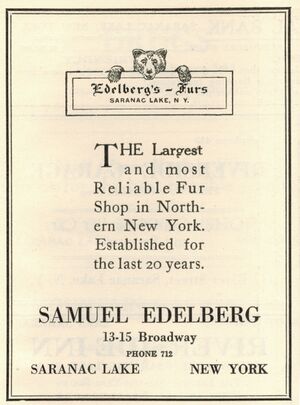 Edelberg's - Furs
SARANAC LAKE, N.Y.
THE Largest
and most
Reliable Fur
Shop in North-
ern New York.
Established for
the last 20 years.
SAMUEL EDELBERG
13-15 Broadway
PHONE 712
SARANAC LAKE NEW YORK